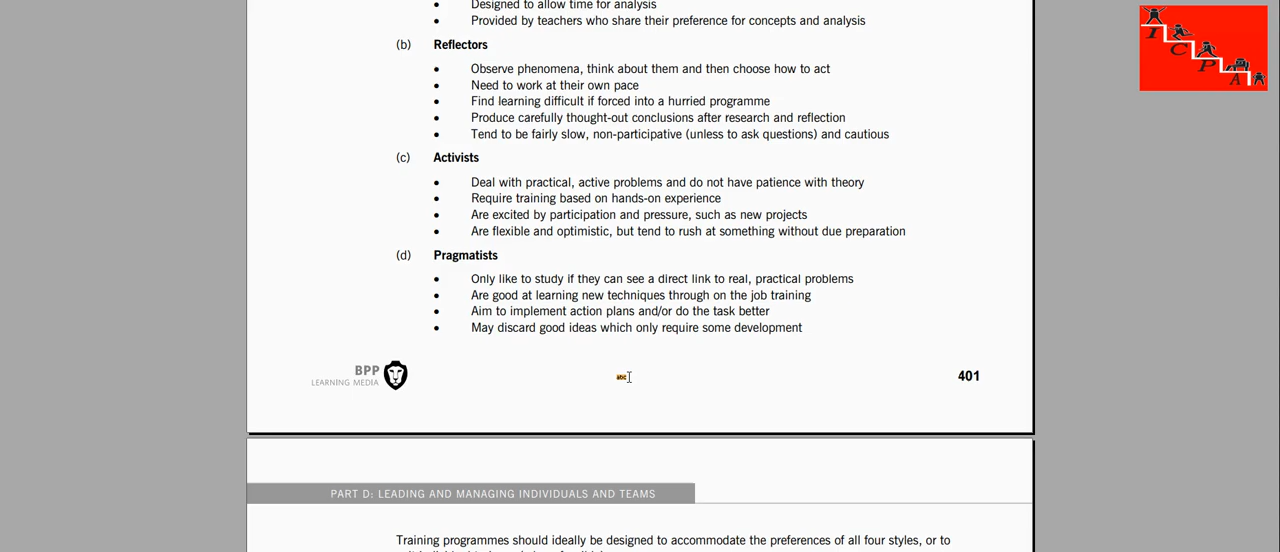 Designed to allow time for analysis
• Provided by teachers who share their preference for concepts and analysis
(b) Reflectors
• Observe phenomena, think about them and then choose how to act
• Need to work at their own pace
• Find learning difficult if forced into a hurried programme
• Produce carefully thought-out conclusions after research and reflection
• Tend to be fairly slow, non-participative (unless to ask questions) and cautious
(c) Activists
• Deal with practical, active problems and do not have patience with theory
• Require training based on hands-on experience
• Are excited by participation and pressure, such as new projects
• Are flexible and optimistic, but tend to rush at something without due preparation
(d) Pragmatists
• Only like to study if they can see a direct link to real, practical problems
• Are good at learning new techniques through on the job training
• Aim to implement action plans and/or do the task better
• May discard good ideas which only require some development
BPP
LEARNING MEDIA
abc
401
PART D: LEADING AND MANAGING INDIVIDUALS AND TEAMS
Training programmes should ideally be designed to accommodate the preferences of all four styles, or to
I C P A